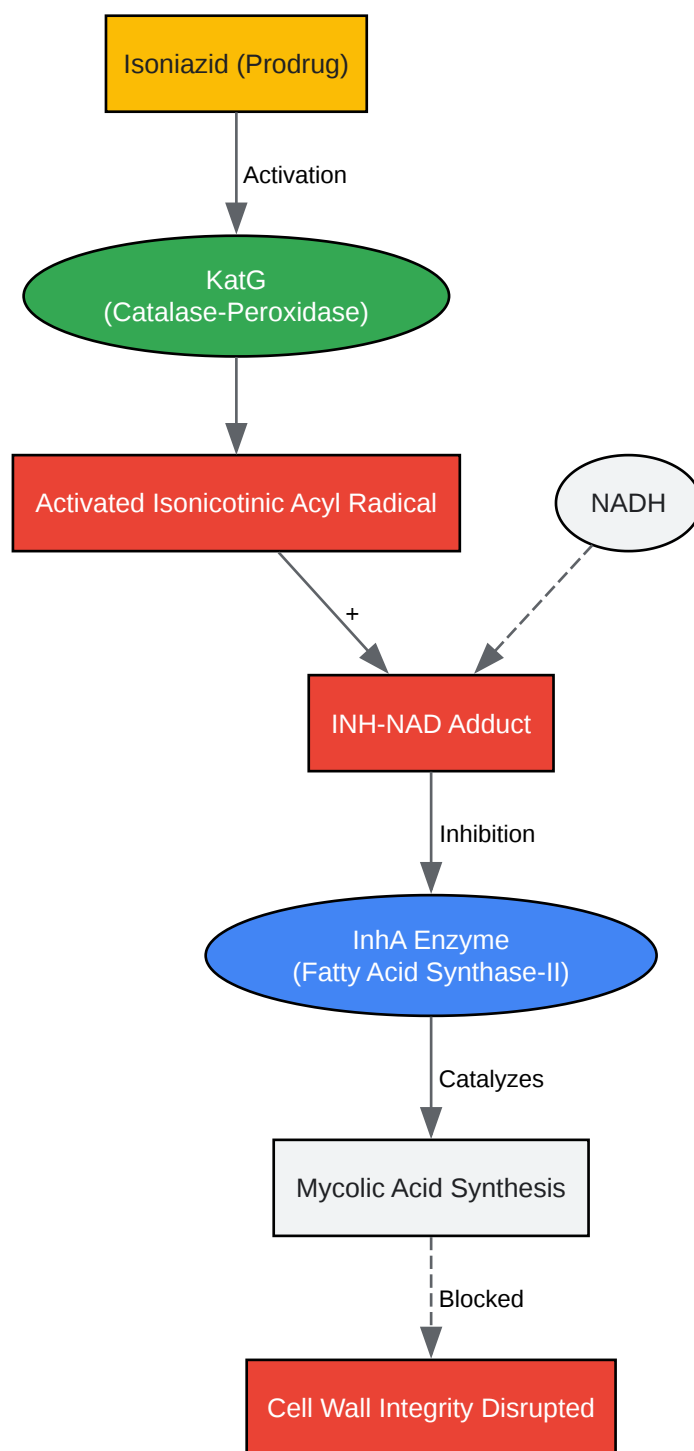 Isoniazid (Prodrug)
Activation
KatG
(Catalase-Peroxidase)
Activated Isonicotinic Acyl Radical
NADH
+
INH-NAD Adduct
Inhibition
InhA Enzyme
(Fatty Acid Synthase-II)
Catalyzes
Mycolic Acid Synthesis
Blocked
Cell Wall Integrity Disrupted